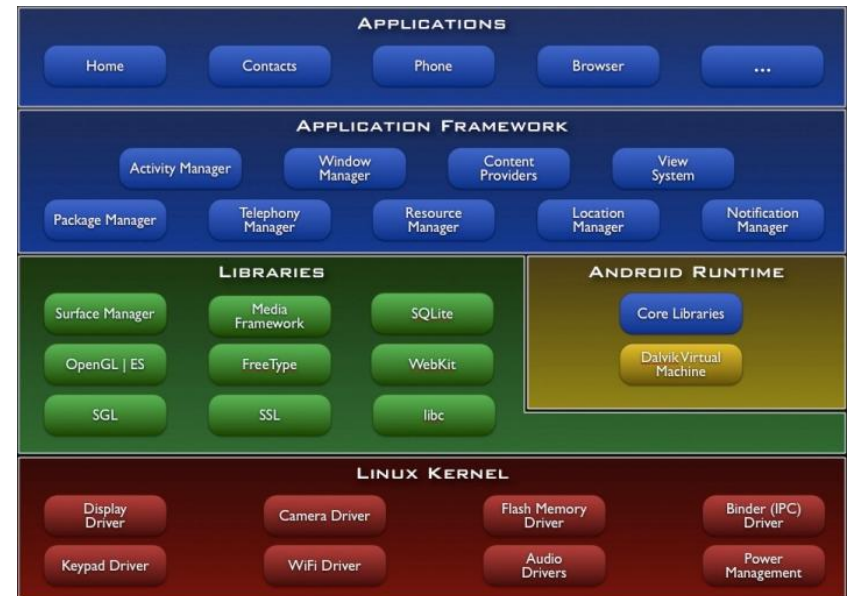 APPLICATIONS
Home
Contacts
Phone
Browser
...
APPLICATION FRAMEWORK
Activity Manager
Window
Manager
Content
Providers
View
System
Package Manager
Telephony
Manager
Resource
Manager
Location
Manager
Notification
Manager
LIBRARIES
Surface Manager
Media
Framework
SQLite
OpenGL | ES
FreeType
WebKit
SGL
SSL
libc
ANDROID RUNTIME
Core Libraries
Dalvik Virtual
Machine
LINUX KERNEL
Display
Driver
Camera Driver
Flash Memory
Driver
Binder (IPC)
Driver
Keypad Driver
WiFi Driver
Audio
Drivers
Power
Management